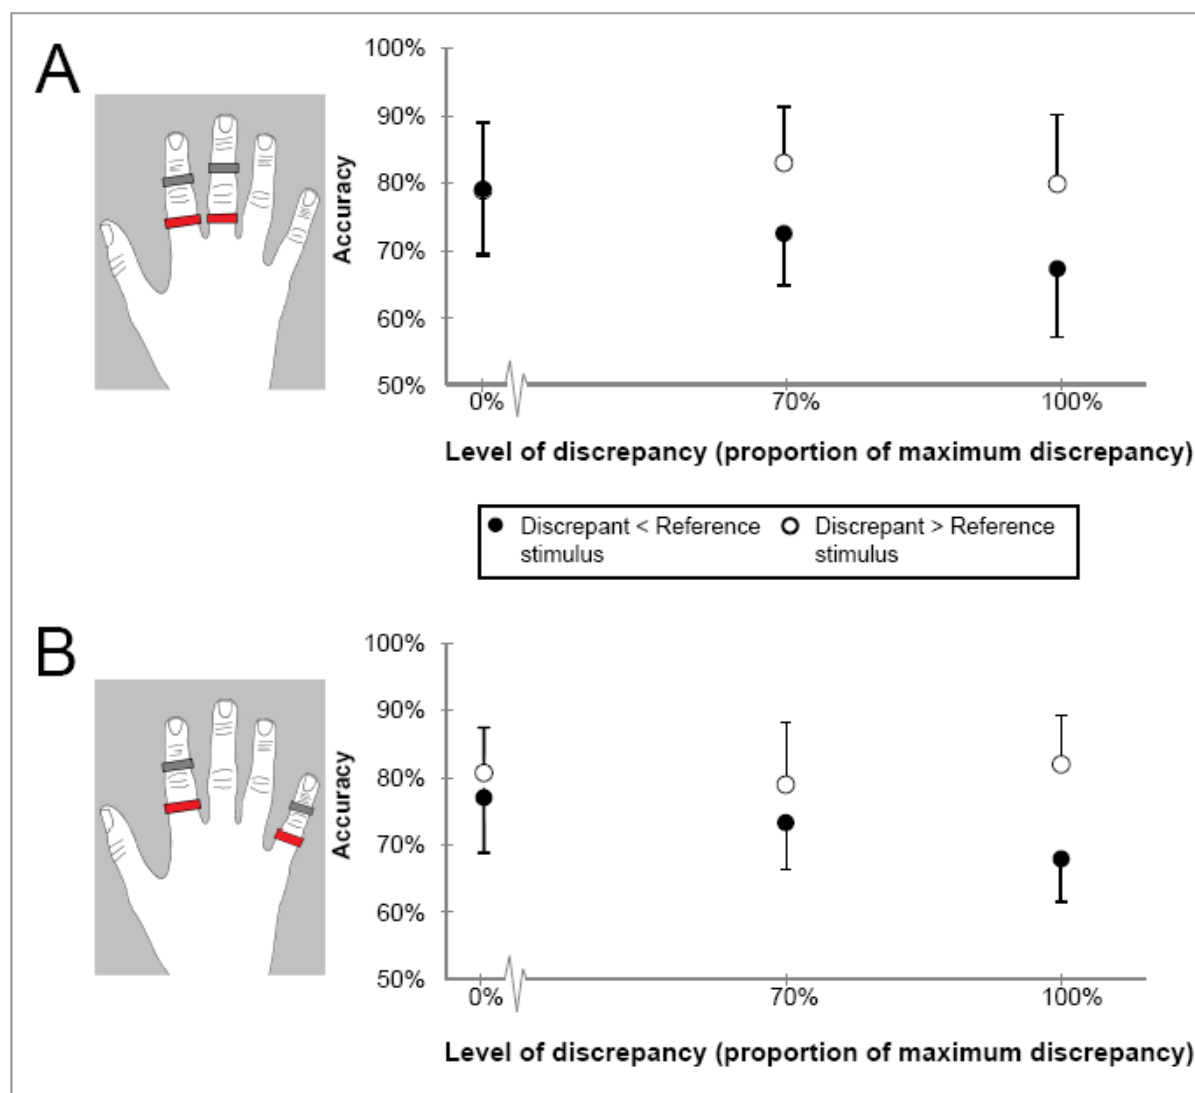 A
100%
90%
80%
70%
60%
50%
Accuracy
0%
70%
100%
Level of discrepancy (proportion of maximum discrepancy)
Discrepant < Reference
stimulus
Discrepant > Reference
stimulus
B
100%
90%
80%
70%
60%
50%
Accuracy
0%
70%
100%
Level of discrepancy (proportion of maximum discrepancy)